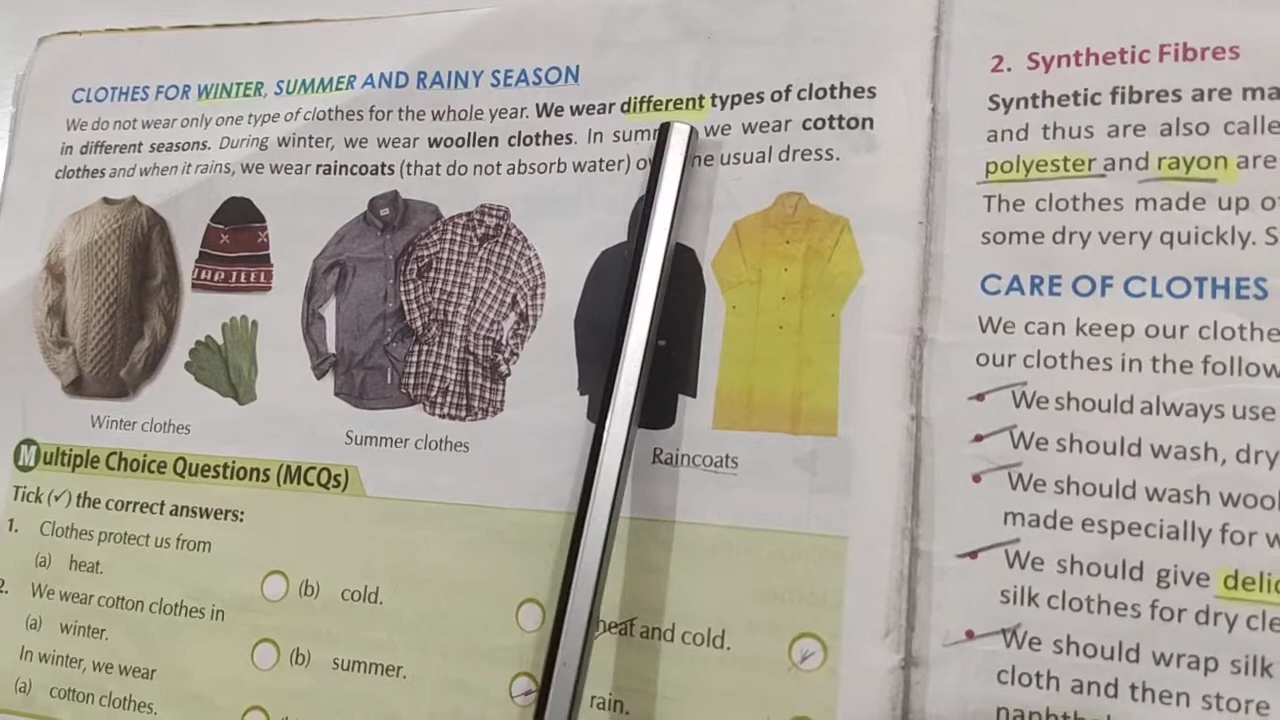 CLOTHES FOR WINTER, SUMMER AND RAINY SEASON
We do not wear only one type of clothes for the whole year. We wear different types of clothes
in different seasons. During winter, we wear woollen clothes. In sum we wear cotton
clothes and when it rains, we wear raincoats (that do not absorb water) usual dress.
JAR JEEL
Winter clothes
Summer clothes
Raincoats
Multiple Choice Questions (MCQs)
Tick (✓) the correct answers:
1. Clothes protect us from
(a) heat.
(b) cold.
heat and cold.
2. We wear cotton clothes in
(a) winter.
(b) summer.
rain.
In winter, we wear
(a) cotton clothes.
2. Synthetic Fibres
Synthetic fibres are ma
and thus are also calle
polyester and rayon are
The clothes made up o
some dry very quickly. S
CARE OF CLOTHES
We can keep our clothe
our clothes in the follow
• We should always use
• We should wash, dry
• We should wash wool
made especially for w
• We should give delic
silk clothes for dry cle
• We should wrap silk
cloth and then store